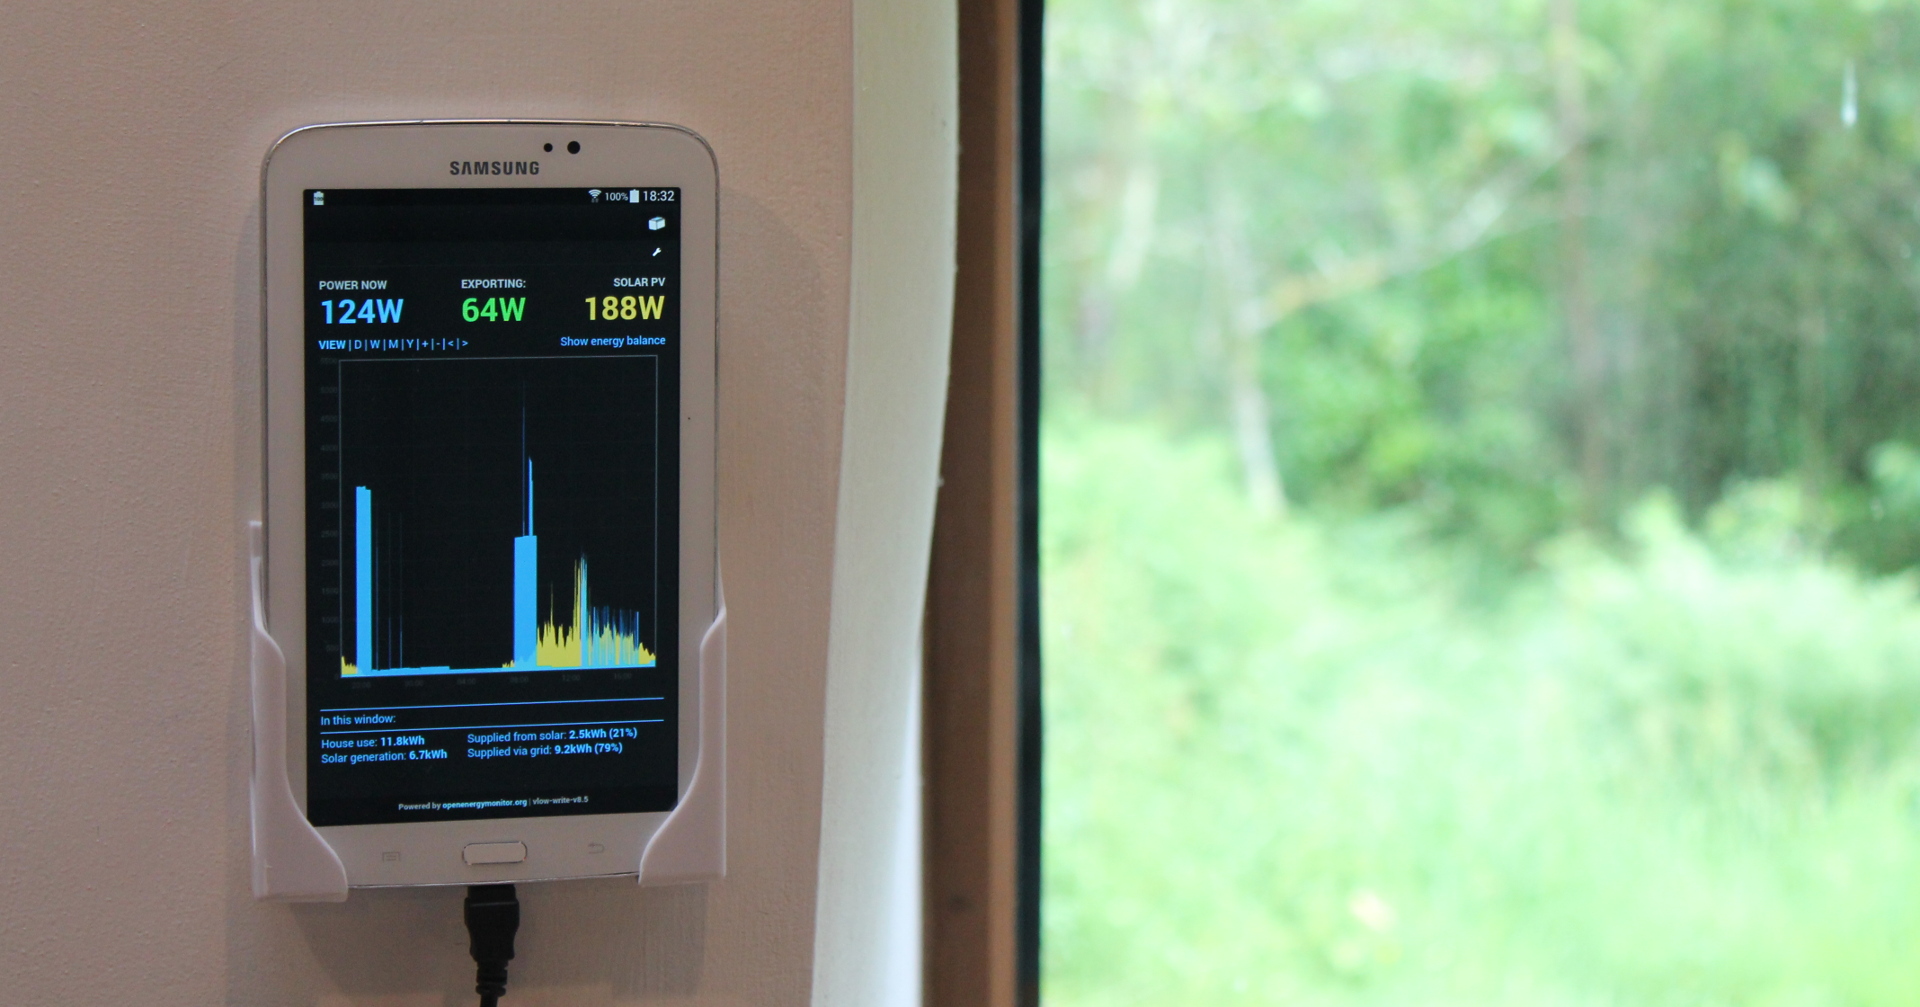 SAMSUNG
100% 18:32
POWER NOW EXPORTING: SOLAR PV
124W 64W 188W
VIEW | D | W | M | Y | + | - | < | > Show energy balance
In this window:
House use: 11.8kWh Supplied from solar: 2.5kWh (21%)
Solar generation: 6.7kWh Supplied via grid: 9.2kWh (79%)
Powered by openenergymonitor.org | vlow-write-v8.5